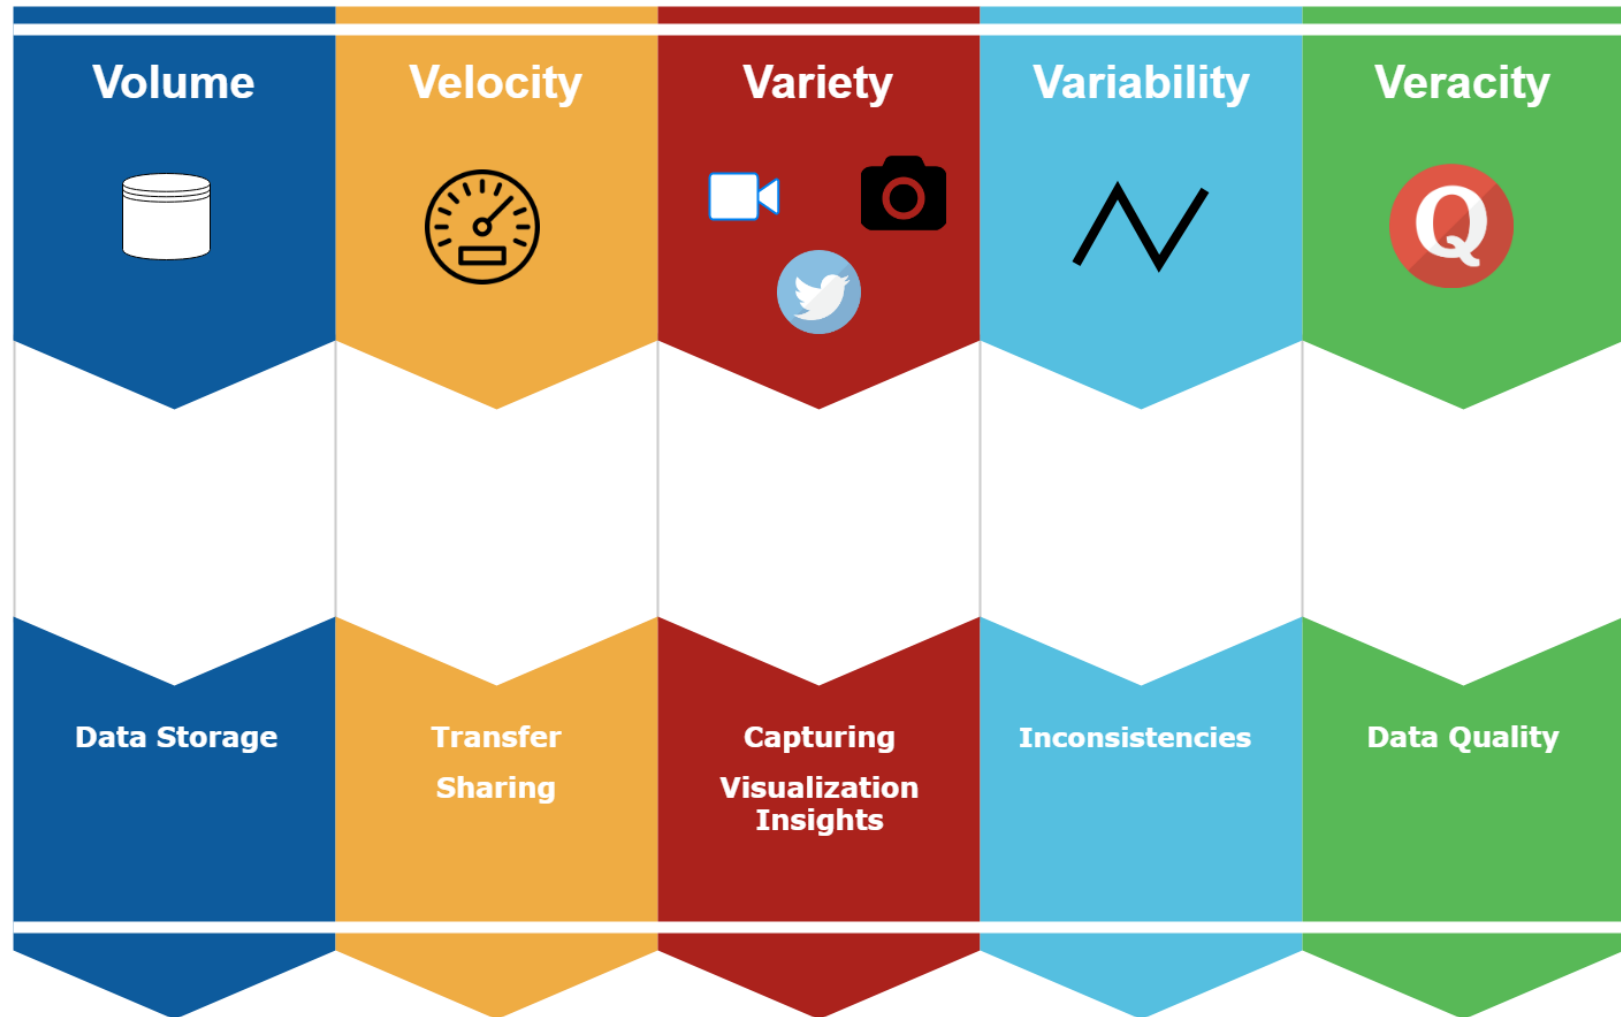 Volume
Velocity
Variety
Variability
Veracity
Q
Data Storage
Transfer
Sharing
Capturing
Visualization
Insights
Inconsistencies
Data Quality